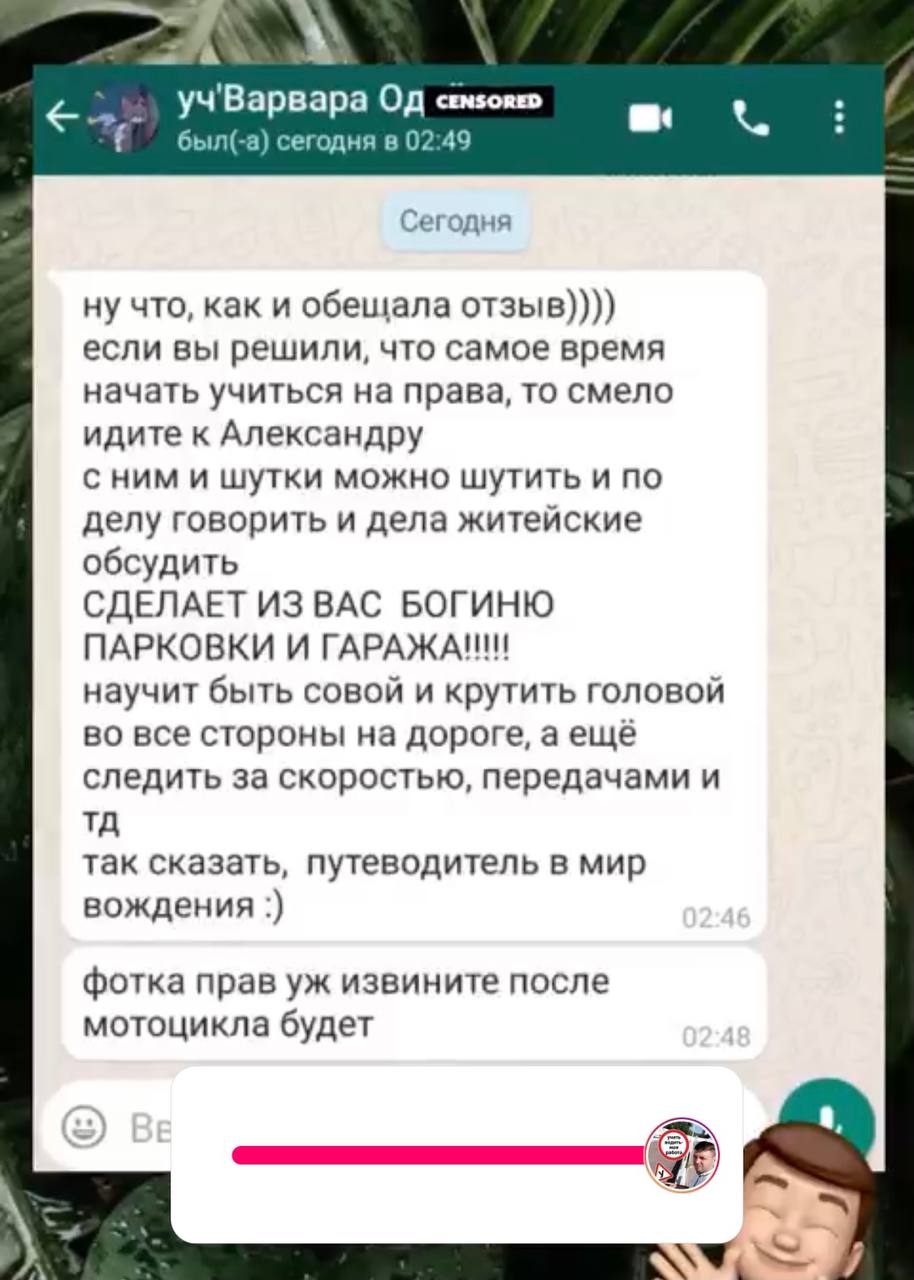 уч'Варвара Од CENSORED
был(-а) сегодня в 02:49
Сегодня
ну что, как и обещала отзыв))))
если вы решили, что самое время
начать учиться на права, то смело
идите к Александру
с ним и шутки можно шутить и по
делу говорить и дела житейские
обсудить
СДЕЛАЕТ ИЗ ВАС БОГИНЮ
ПАРКОВКИ И ГАРАЖА!!!!!
научит быть совой и крутить головой
во все стороны на дороге, а ещё
следить за скоростью, передачами и
тд
так сказать, путеводитель в мир
вождения :)
02:46
фотка прав уж извините после
мотоцикла будет
02:48
Вв
учить
водить-
моя
работа
У